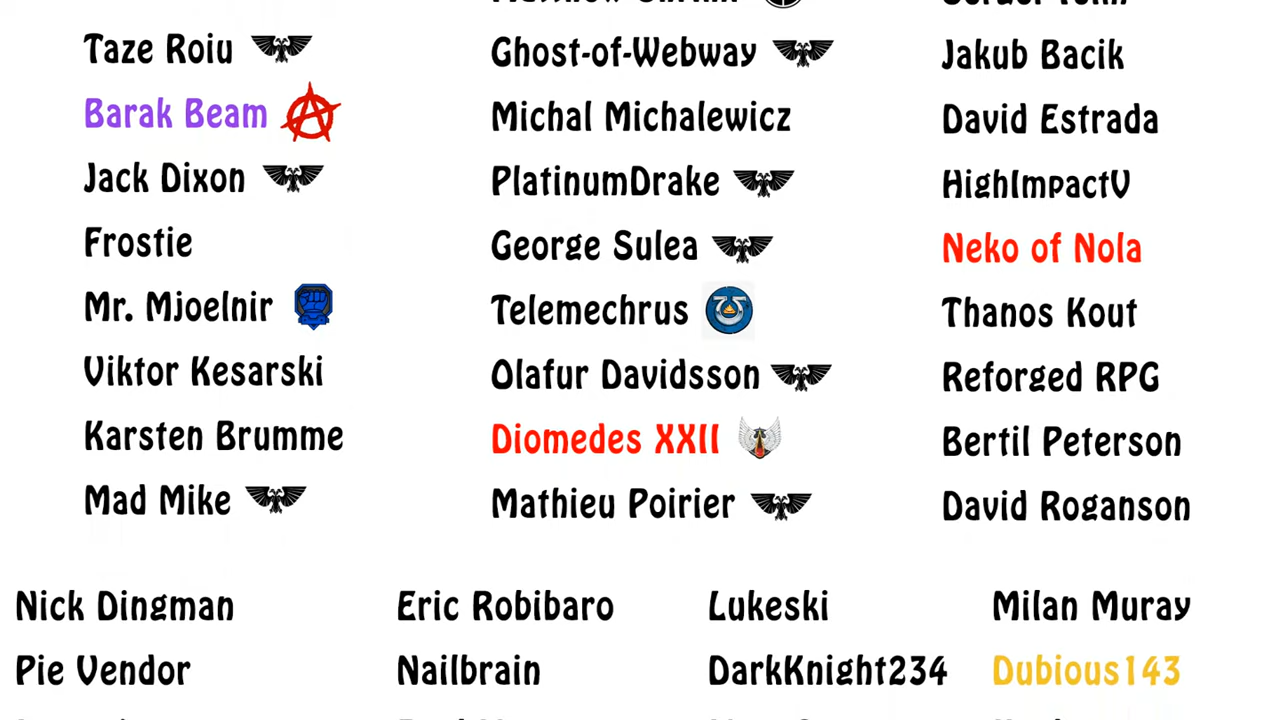 Taze Roiu
Barak Beam
Jack Dixon
Frostie
Mr. Mjoelnir
Viktor Kesarski
Karsten Brumme
Mad Mike
Ghost-of-Webway
Michal Michalewicz
PlatinumDrake
George Sulea
Telemechrus
Olafur Davidsson
Diomedes XXII
Mathieu Poirier
Jakub Bacik
David Estrada
HighImpactV
Neko of Nola
Thanos Kout
Reforged RPG
Bertil Peterson
David Roganson
Nick Dingman
Pie Vendor
Eric Robibaro
Nailbrain
Lukeski
DarkKnight234
Milan Muray
Dubious143